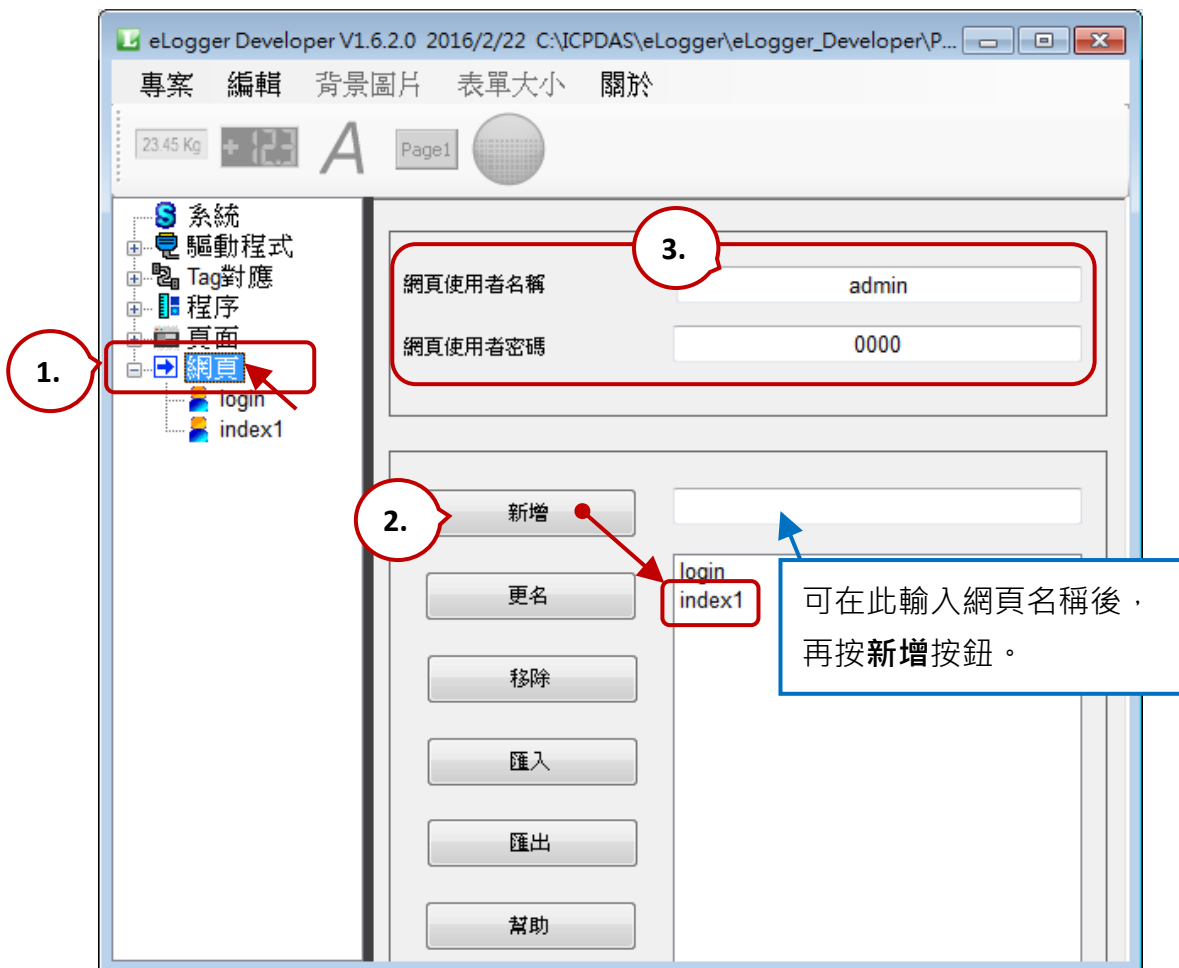 eLogger Developer V1.6.2.0 2016/2/22 C:\ICPDAS\eLogger\eLogger_Developer\P...
專案 編輯 背景圖片 表單大小 關於
23.45 Kg +12.3 A Page1
系統
驅動程式
Tag對應
程序
頁面
1.
網頁
login
index1
3.
網頁使用者名稱 admin
網頁使用者密碼 0000
2.
新增
更名
login
index1
可在此輸入網頁名稱後，
再按新增按鈕。
移除
匯入
匯出
幫助